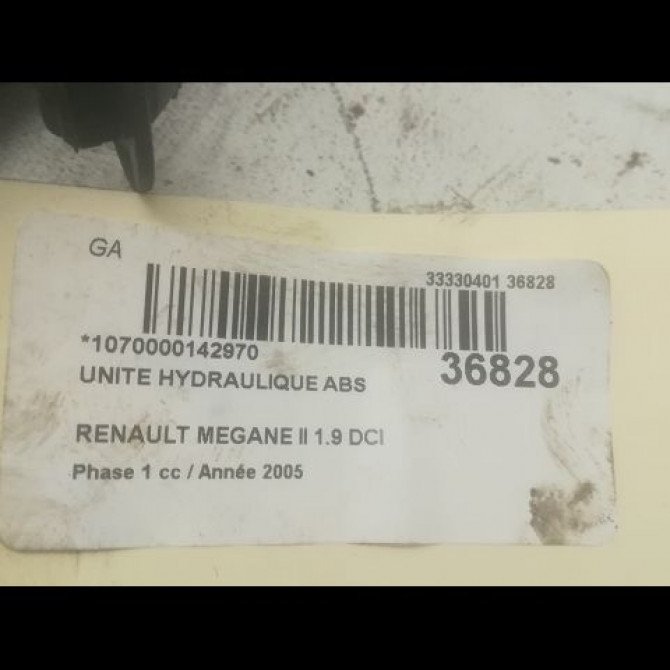 GA
33330401 36828
*1070000142970
36828
UNITE HYDRAULIQUE ABS
RENAULT MEGANE II 1.9 DCI
Phase 1 cc / Année 2005